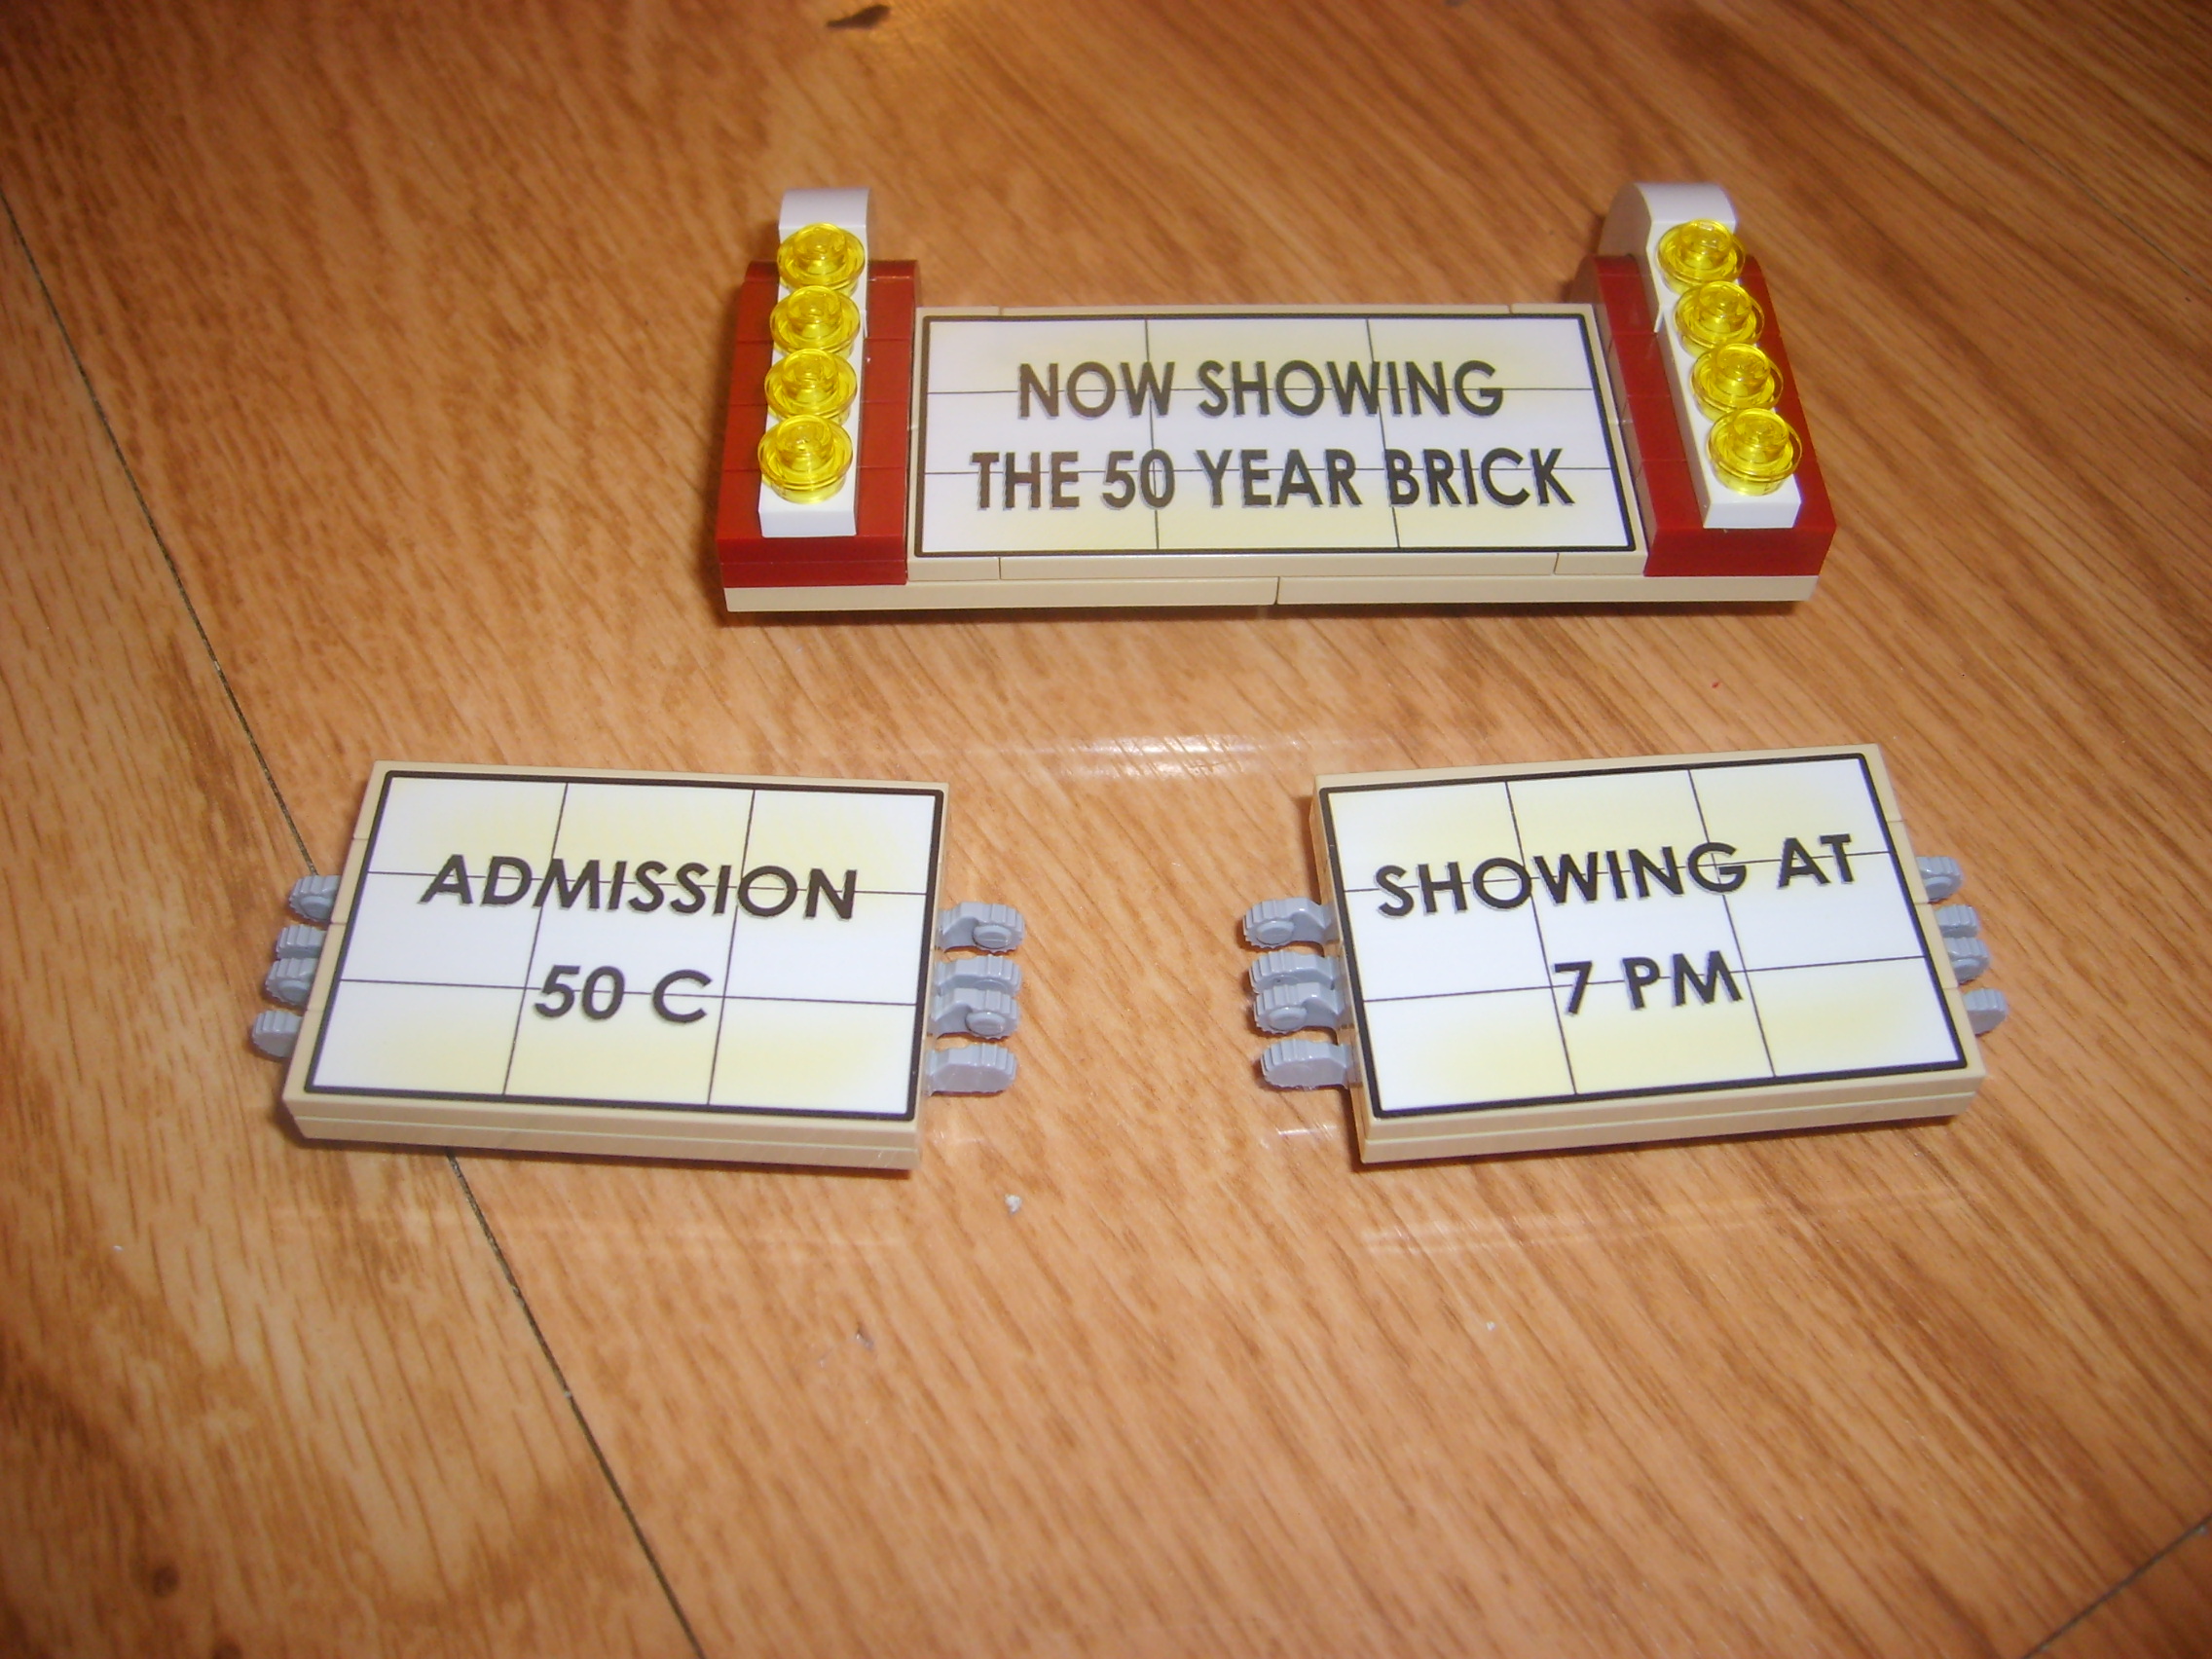 NOW SHOWING
THE 50 YEAR BRICK
ADMISSION
50 C
SHOWING AT
7 PM